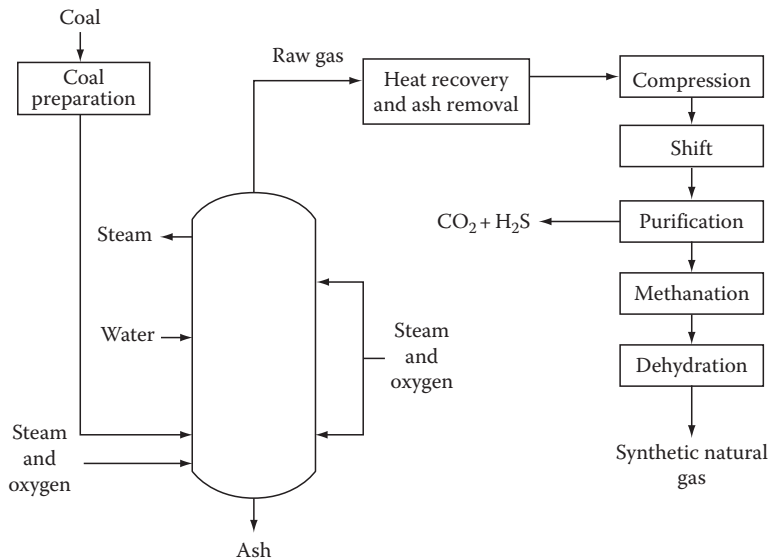 Coal
Coal
preparation
Raw gas
Heat recovery
and ash removal
Compression
Shift
Purification
CO₂ + H₂S
Methanation
Dehydration
Synthetic natural
gas
Steam
Water
Steam
and
oxygen
Steam
and
oxygen
Ash